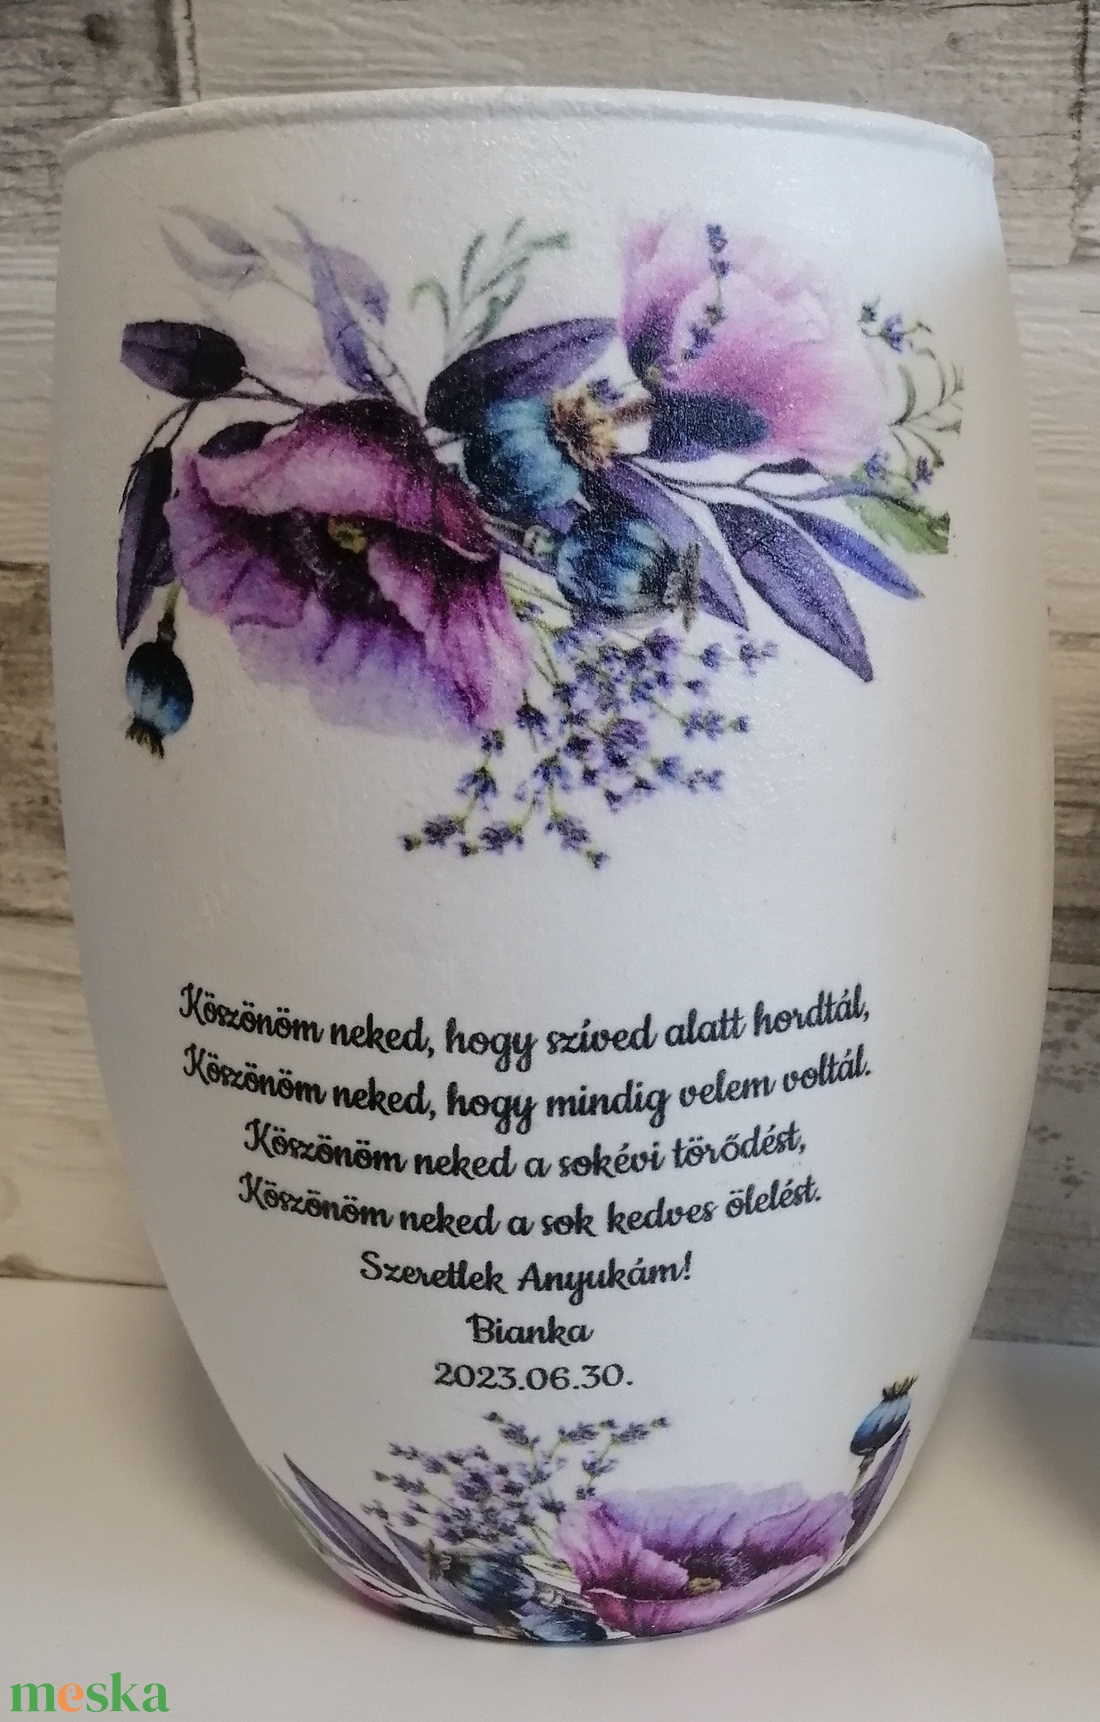 Köszönöm neked, hogy szíved alatt hordtál,
Köszönöm neked, hogy mindig velem voltál.
Köszönöm neked a sokévi törődést,
Köszönöm neked a sok kedves ölelést.
Szeretlek Anyukám!
Bianka
2023.06.30.
meska